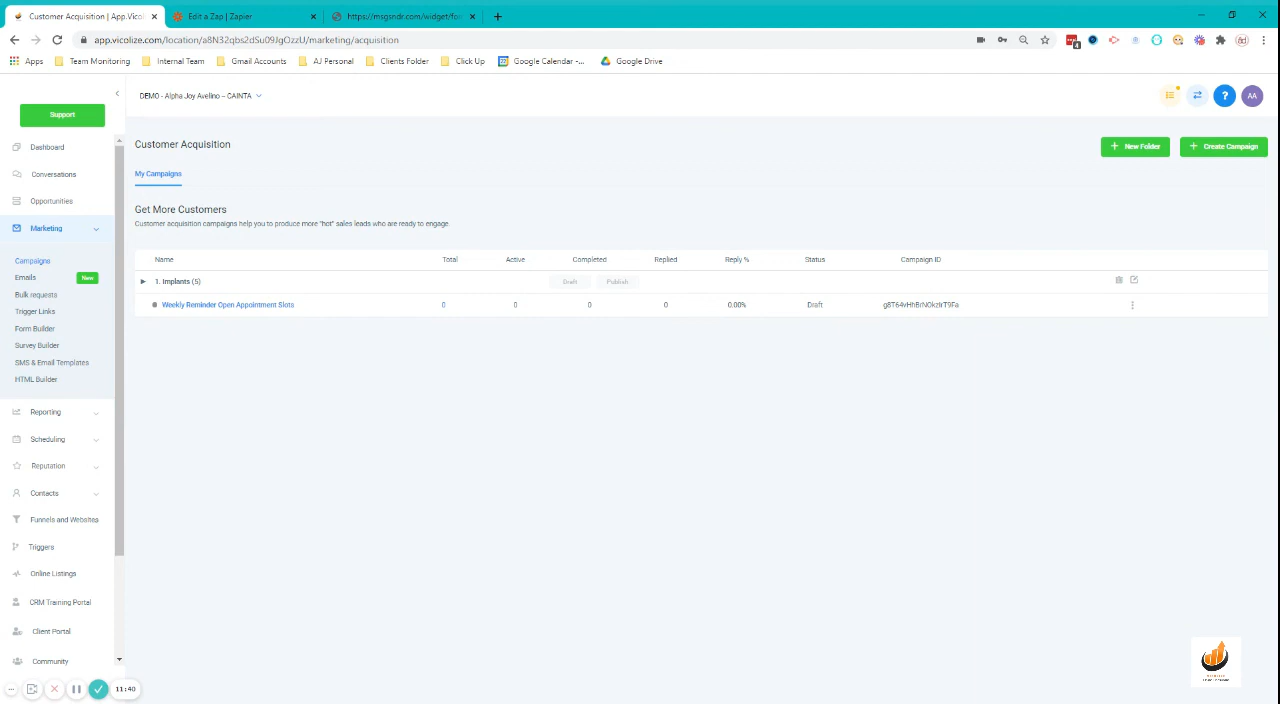 Customer Acquisition | App.Vicol
Edit a Zap | Zapier
https://msgsndr.com/widget/for
app.vicolize.com/location/a8N32qbs2dSu09JgOzzU/marketing/acquisition
Apps
Team Monitoring
Internal Team
Gmail Accounts
AJ Personal
Clients Folder
Click Up
Google Calendar -...
Google Drive
Support
DEMO - Alpha Joy Avelino – CAINTA
?
AA
Dashboard
Conversations
Opportunities
Marketing
Campaigns
Emails
New
Bulk requests
Trigger Links
Form Builder
Survey Builder
SMS & Email Templates
HTML Builder
Reporting
Scheduling
Reputation
Contacts
Funnels and Websites
Triggers
Online Listings
CRM Training Portal
Client Portal
Community
Customer Acquisition
+ New Folder
+ Create Campaign
My Campaigns
Get More Customers
Customer acquisition campaigns help you to produce more "hot" sales leads who are ready to engage.
Name Total Active Completed Replied Reply % Status Campaign ID
1. Implants (5) Draft Publish
Weekly Reminder Open Appointment Slots 0 0 0 0 0.00% Draft
11:40